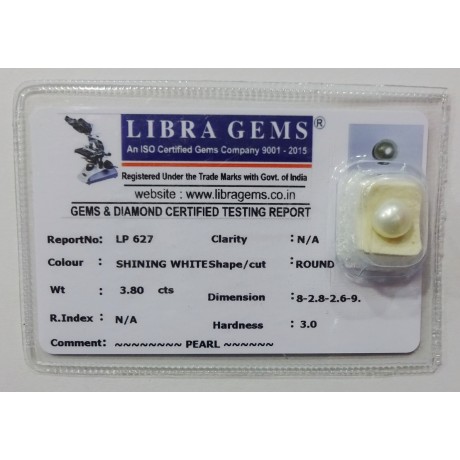 LIBRA GEMS ®
An ISO Certified Gems Company 9001 - 2015
Registered Under the Trade Marks with Govt. of India
website : www.libragems.co.in
GEMS & DIAMOND CERTIFIED TESTING REPORT
ReportNo: LP 627 Clarity : N/A
Colour : SHINING WHITE Shape/cut : ROUND
Wt : 3.80 cts Dimension : 8-2.8-2.6-9.
R.Index : N/A Hardness : 3.0
Comment: ~~~~~~~~ PEARL ~~~~~~